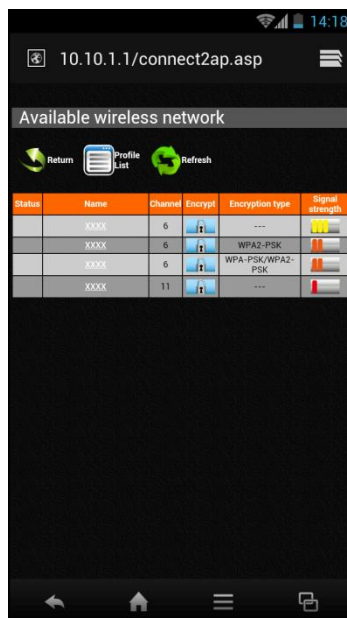 14:18
10.10.1.1/connect2ap.asp
Available wireless network
Return Profile List Refresh
Status Name Channel Encrypt Encryption type Signal strength
XXXX 6 ---
XXXX 6 WPA2-PSK
XXXX 6 WPA-PSK/WPA2-PSK
XXXX 11 ---